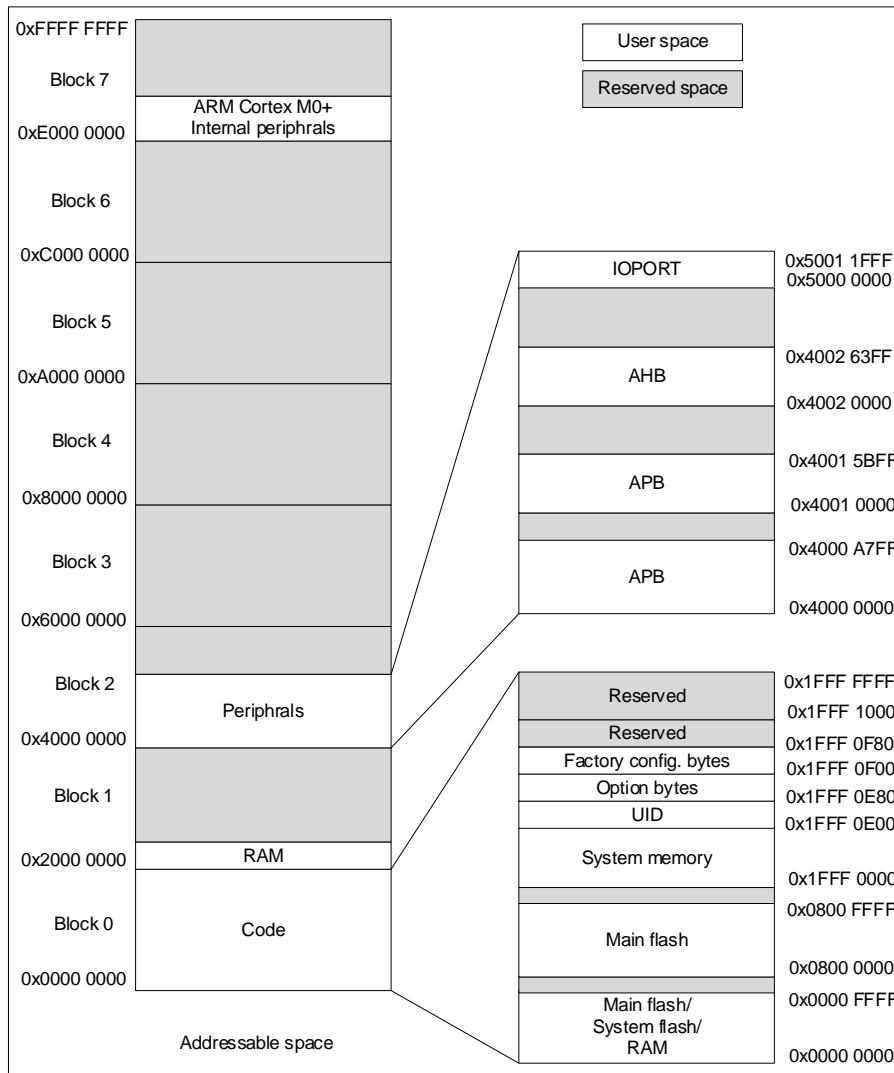 0xFFFF FFFF
Block 7
ARM Cortex M0+
Internal periphrals
0xE000 0000
Block 6
0xC000 0000
Block 5
0xA000 0000
Block 4
0x8000 0000
Block 3
0x6000 0000
Block 2
Periphrals
0x4000 0000
Block 1
0x2000 0000
RAM
Block 0
Code
0x0000 0000
Addressable space
User space
Reserved space
IOPORT
0x5001 1FFF
0x5000 0000
AHB
0x4002 63FF
0x4002 0000
APB
0x4001 5BFF
0x4001 0000
APB
0x4000 A7FF
0x4000 0000
Reserved
0x1FFF FFFF
0x1FFF 1000
Reserved
0x1FFF 0F80
Factory config. bytes
0x1FFF 0F00
Option bytes
0x1FFF 0E80
UID
0x1FFF 0E00
System memory
0x1FFF 0000
0x0800 FFFF
Main flash
0x0800 0000
0x0000 FFFF
Main flash/
System flash/
RAM
0x0000 0000